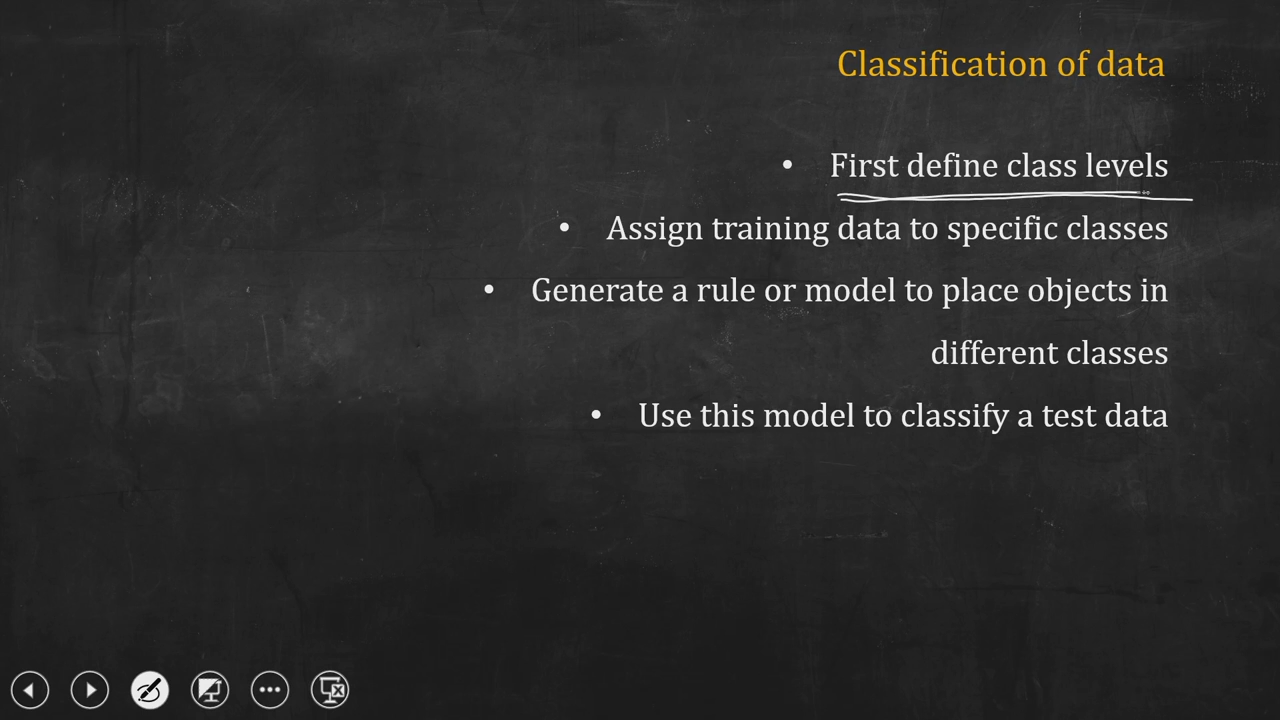 Classification of data
• First define class levels
• Assign training data to specific classes
• Generate a rule or model to place objects in
different classes
• Use this model to classify a test data